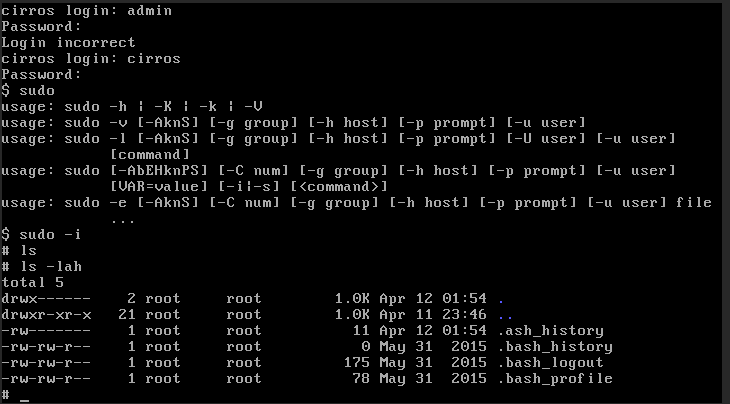 cirros login: admin
Password:
Login incorrect
cirros login: cirros
Password:
$ sudo
usage: sudo -h | -K | -k | -V
usage: sudo -v [-AknS] [-g group] [-h host] [-p prompt] [-u user]
usage: sudo -l [-AknS] [-g group] [-h host] [-p prompt] [-U user] [-u user]
            [command]
usage: sudo [-AbEHknPS] [-C num] [-g group] [-h host] [-p prompt] [-u user]
            [VAR=value] [-i|-s] [<command>]
usage: sudo -e [-AknS] [-C num] [-g group] [-h host] [-p prompt] [-u user] file
            ...
$ sudo -i
# ls
# ls -lah
total 5
drwx------    2 root     root        1.0K Apr 12 01:54 .
drwxr-xr-x   21 root     root        1.0K Apr 11 23:46 ..
-rw-------    1 root     root          11 Apr 12 01:54 .ash_history
-rw-rw-r--    1 root     root           0 May 31  2015 .bash_history
-rw-rw-r--    1 root     root         175 May 31  2015 .bash_logout
-rw-rw-r--    1 root     root          78 May 31  2015 .bash_profile
# _